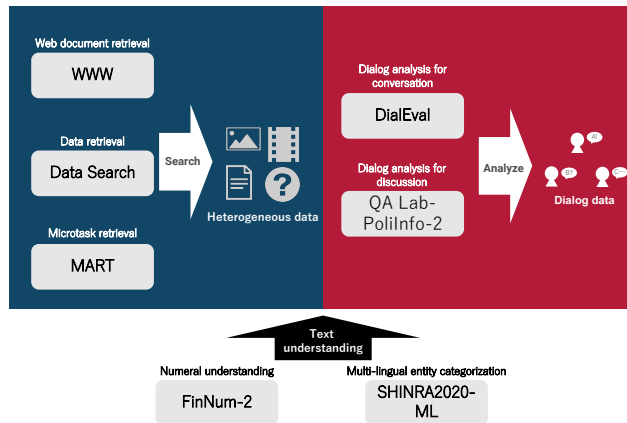 Web document retrieval
WWW
Data retrieval
Data Search
Microtask retrieval
MART
Search
Heterogeneous data
Dialog analysis for
conversation
DialEval
Dialog analysis for
discussion
QA Lab-
PoliInfo-2
Analyze
A!
B?
C…
Dialog data
Text
understanding
Numeral understanding
FinNum-2
Multi-lingual entity categorization
SHINRA2020-
ML